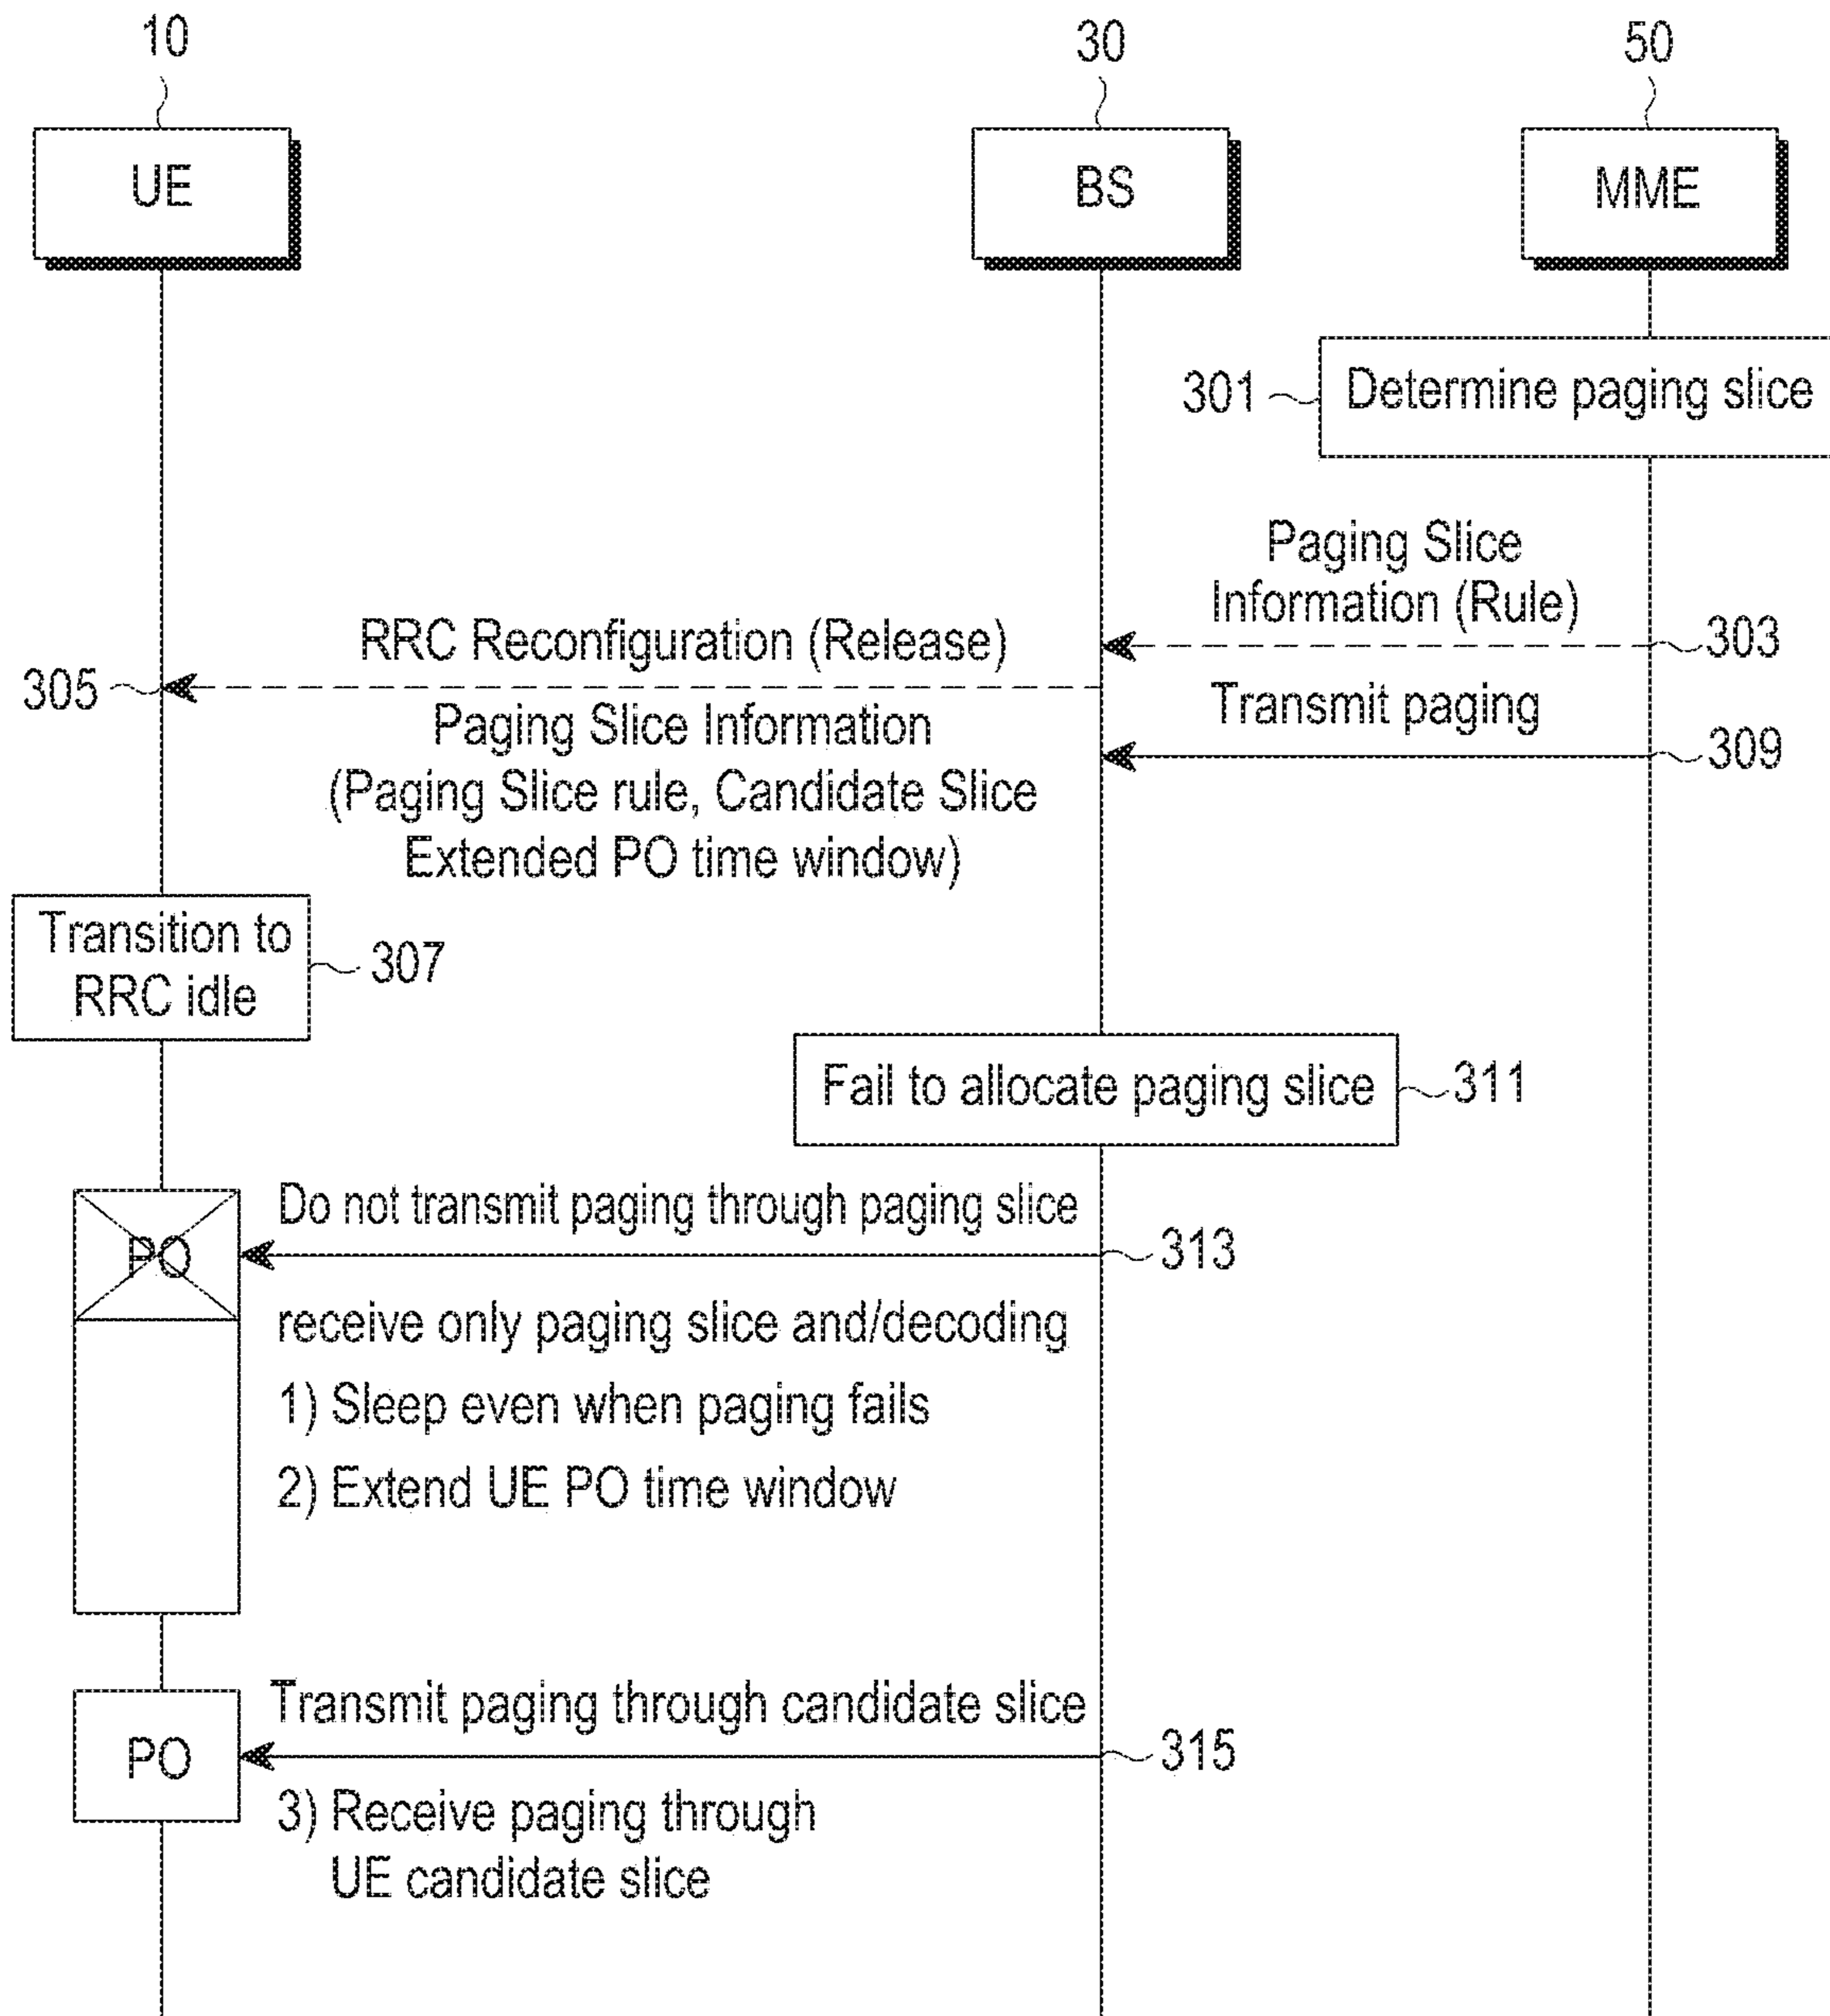 10
30
50
UE
BS
MME
301
Determine paging slice
Paging Slice
Information (Rule)
303
RRC Reconfiguration (Release)
305
Paging Slice Information
(Paging Slice rule, Candidate Slice
Extended PO time window)
Transmit paging
309
Transition to
RRC idle
307
Fail to allocate paging slice
311
PO
Do not transmit paging through paging slice
313
receive only paging slice and/decoding
1) Sleep even when paging fails
2) Extend UE PO time window
PO
Transmit paging through candidate slice
315
3) Receive paging through
UE candidate slice